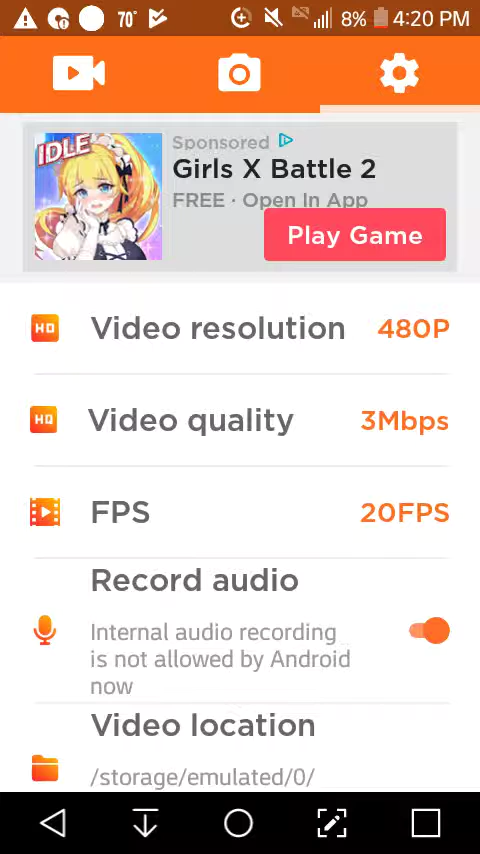 70° 8% 4:20 PM
IDLE
Sponsored
Girls X Battle 2
FREE · Open In App
Play Game
HD Video resolution 480P
HQ Video quality 3Mbps
FPS 20FPS
Record audio
Internal audio recording
is not allowed by Android
now
Video location
/storage/emulated/0/